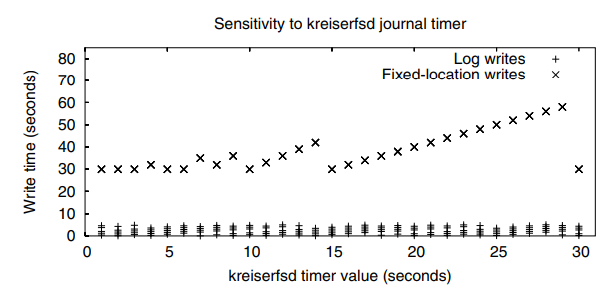 Sensitivity to kreiserfsd journal timer
Log writes
Fixed-location writes
Write time (seconds)
80
70
60
50
40
30
20
10
0
0 5 10 15 20 25 30
kreiserfsd timer value (seconds)